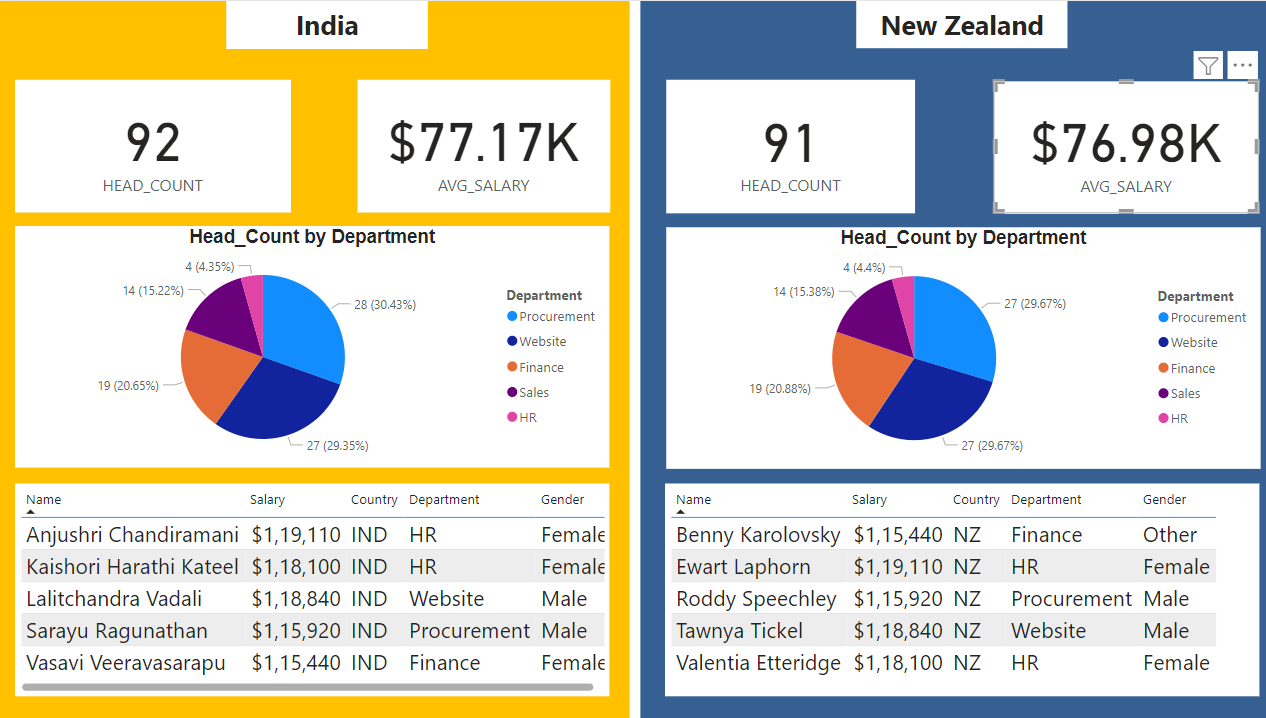 India
92
HEAD_COUNT
$77.17K
AVG_SALARY
Head_Count by Department
4 (4.35%)
14 (15.22%)
28 (30.43%)
19 (20.65%)
27 (29.35%)
Department
Procurement
Website
Finance
Sales
HR
Name Salary Country Department Gender
Anjushri Chandiramani $1,19,110 IND HR Female
Kaishori Harathi Kateel $1,18,100 IND HR Female
Lalitchandra Vadali $1,18,840 IND Website Male
Sarayu Ragunathan $1,15,920 IND Procurement Male
Vasavi Veeravasarapu $1,15,440 IND Finance Female
New Zealand
91
HEAD_COUNT
$76.98K
AVG_SALARY
Head_Count by Department
4 (4.4%)
14 (15.38%)
27 (29.67%)
19 (20.88%)
27 (29.67%)
Department
Procurement
Website
Finance
Sales
HR
Name Salary Country Department Gender
Benny Karolovsky $1,15,440 NZ Finance Other
Ewart Laphorn $1,19,110 NZ HR Female
Roddy Speechley $1,15,920 NZ Procurement Male
Tawnya Tickel $1,18,840 NZ Website Male
Valentia Etteridge $1,18,100 NZ HR Female